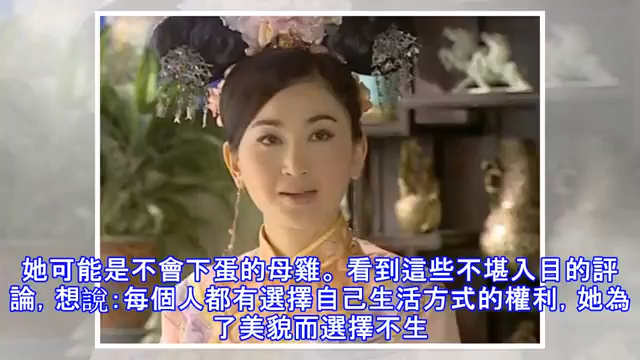 她可能是不會下蛋的母雞。看到這些不堪入目的評
論, 想說:每個人都有選擇自己生活方式的權利, 她為
了美貌而選擇不生